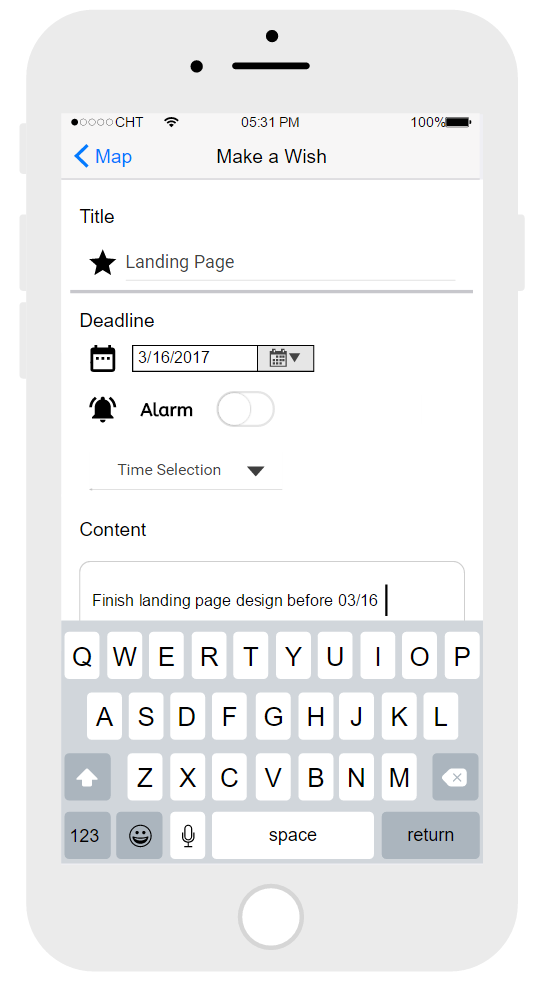 CHT 05:31 PM 100%
Map Make a Wish
Title
Landing Page
Deadline
3/16/2017
Alarm
Time Selection
Content
Finish landing page design before 03/16
Q W E R T Y U I O P
A S D F G H J K L
Z X C V B N M
123 space return